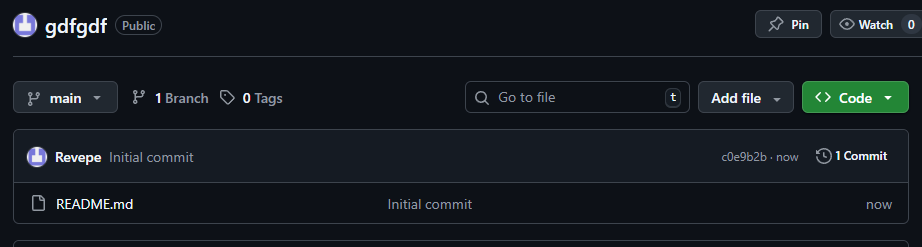 gdfgdf Public Pin Watch 0
main 1 Branch 0 Tags Go to file t Add file Code
Revepe Initial commit c0e9b2b · now 1 Commit
README.md Initial commit now